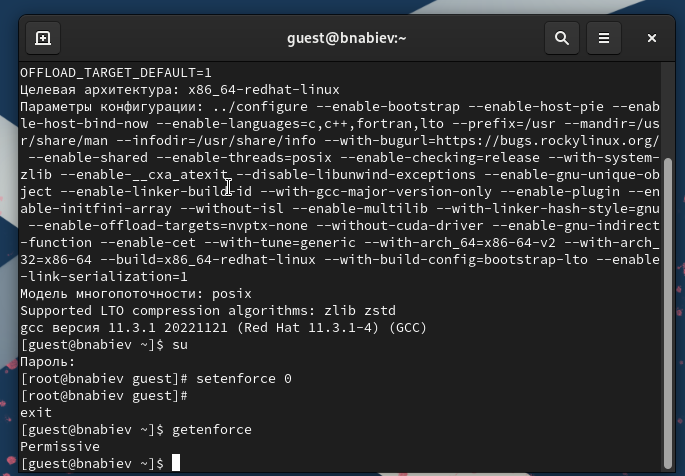 guest@bnabiev:~
OFFLOAD_TARGET_DEFAULT=1
Целевая архитектура: x86_64-redhat-linux
Параметры конфигурации: ../configure --enable-bootstrap --enable-host-pie --enab
le-host-bind-now --enable-languages=c,c++,fortran,lto --prefix=/usr --mandir=/us
r/share/man --infodir=/usr/share/info --with-bugurl=https://bugs.rockylinux.org/
 --enable-shared --enable-threads=posix --enable-checking=release --with-system-
zlib --enable-__cxa_atexit --disable-libunwind-exceptions --enable-gnu-unique-ob
ject --enable-linker-build-id --with-gcc-major-version-only --enable-plugin --en
able-initfini-array --without-isl --enable-multilib --with-linker-hash-style=gnu
 --enable-offload-targets=nvptx-none --without-cuda-driver --enable-gnu-indirect
-function --enable-cet --with-tune=generic --with-arch_64=x86-64-v2 --with-arch_
32=x86-64 --build=x86_64-redhat-linux --with-build-config=bootstrap-lto --enable
-link-serialization=1
Модель многопоточности: posix
Supported LTO compression algorithms: zlib zstd
gcc версия 11.3.1 20221121 (Red Hat 11.3.1-4) (GCC)
[guest@bnabiev ~]$ su
Пароль:
[root@bnabiev guest]# setenforce 0
[root@bnabiev guest]#
exit
[guest@bnabiev ~]$ getenforce
Permissive
[guest@bnabiev ~]$